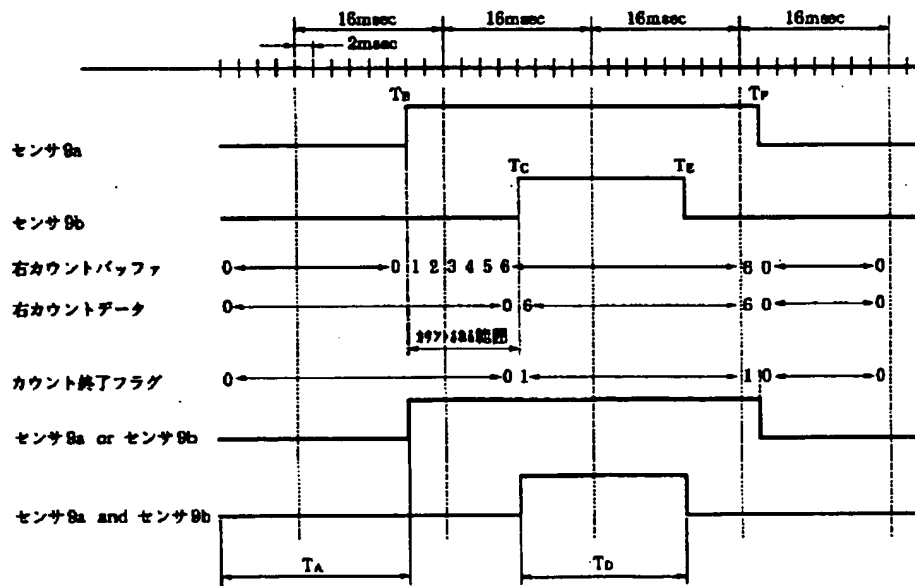 16msec 16msec 16msec 16msec
2msec
TB TF
センサ9a
TC TE
センサ9b
右カウントバッファ 0 0 1 2 3 4 5 6 6 0 0
右カウントデータ 0 0 6 6 0 0
範囲
カウント終了フラグ 0 0 1 1 0 0
センサ9a or センサ9b
センサ9a and センサ9b
TA TD